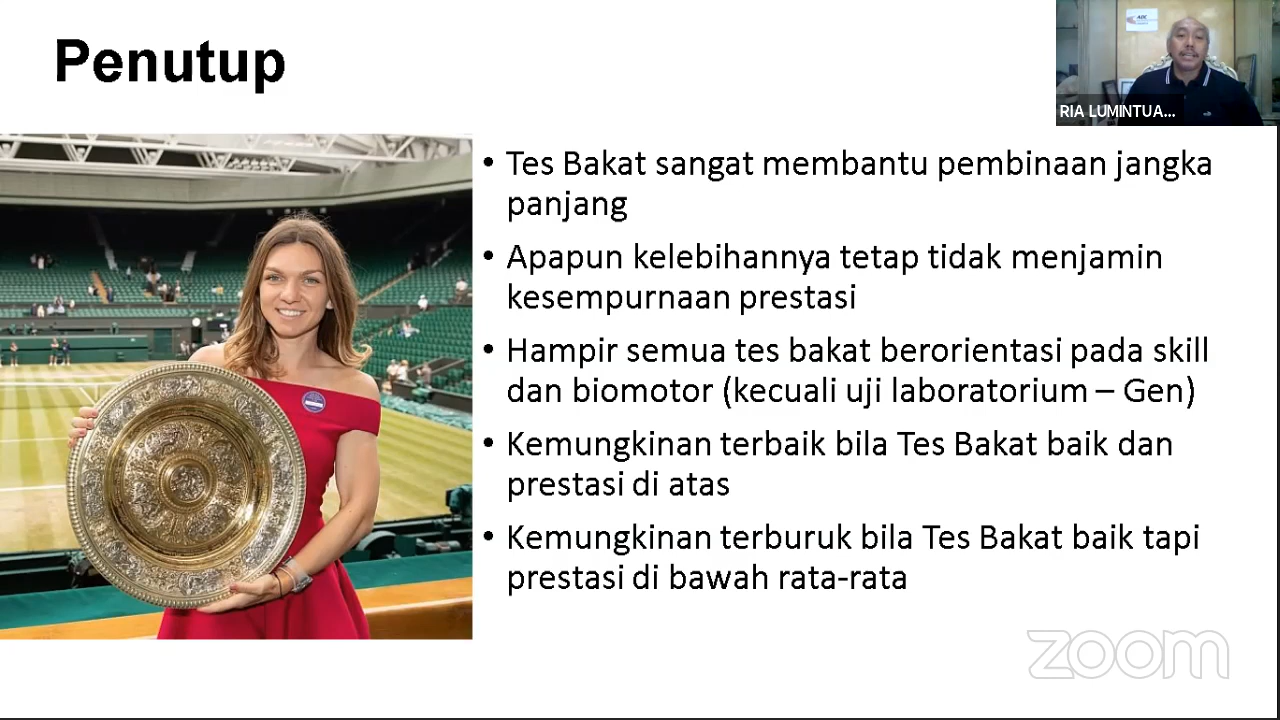 Penutup
RIA LUMINTUA...
• Tes Bakat sangat membantu pembinaan jangka
panjang
• Apapun kelebihannya tetap tidak menjamin
kesempurnaan prestasi
• Hampir semua tes bakat berorientasi pada skill
dan biomotor (kecuali uji laboratorium – Gen)
• Kemungkinan terbaik bila Tes Bakat baik dan
prestasi di atas
• Kemungkinan terburuk bila Tes Bakat baik tapi
prestasi di bawah rata-rata
zoom